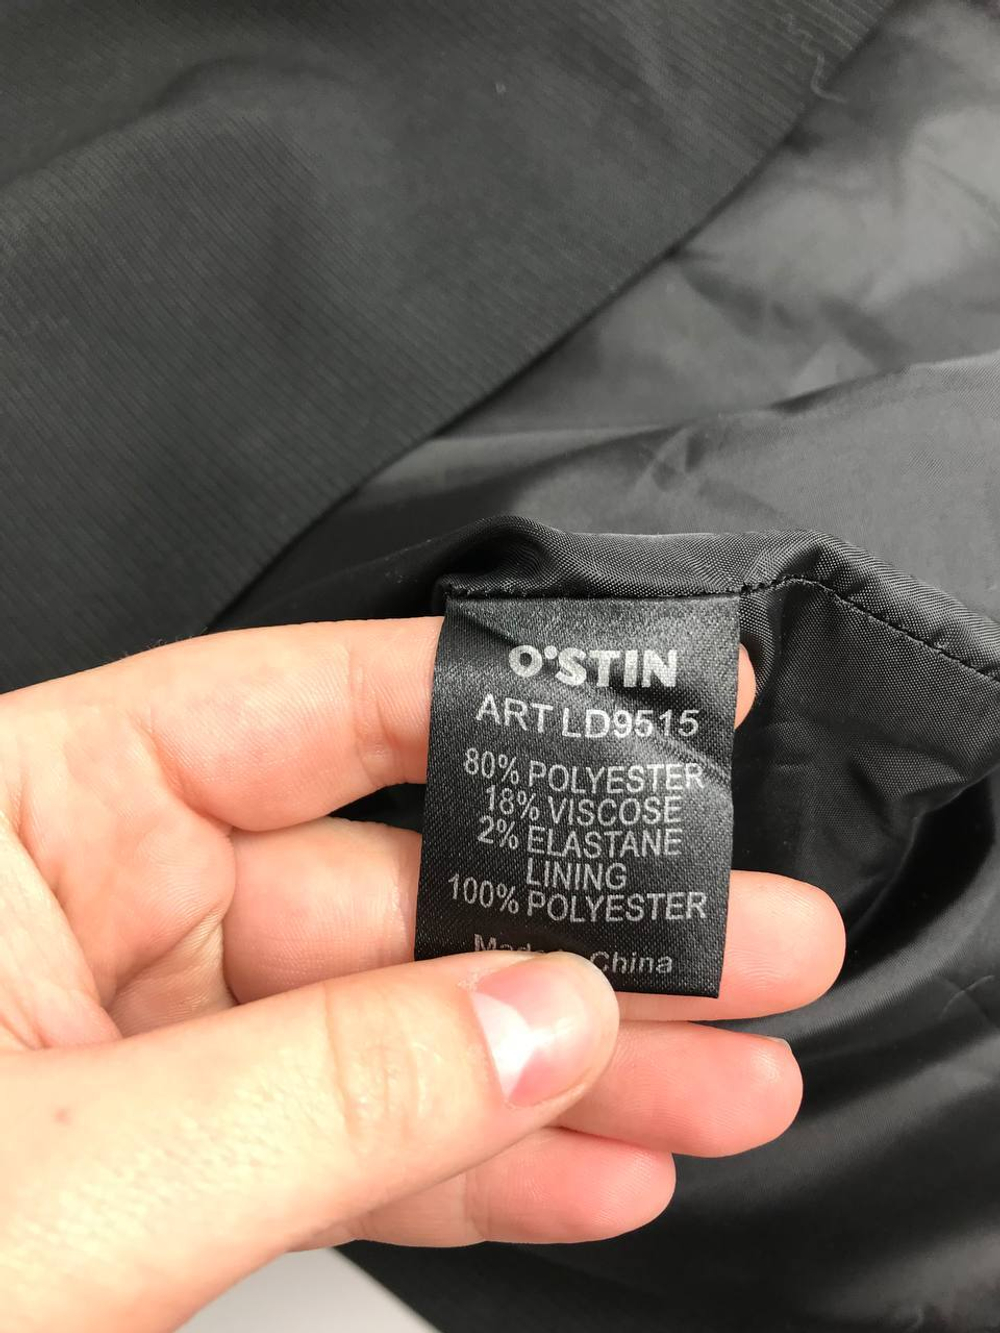 O'STIN
ART LD9515
80% POLYESTER
18% VISCOSE
2% ELASTANE
LINING
100% POLYESTER
Made China